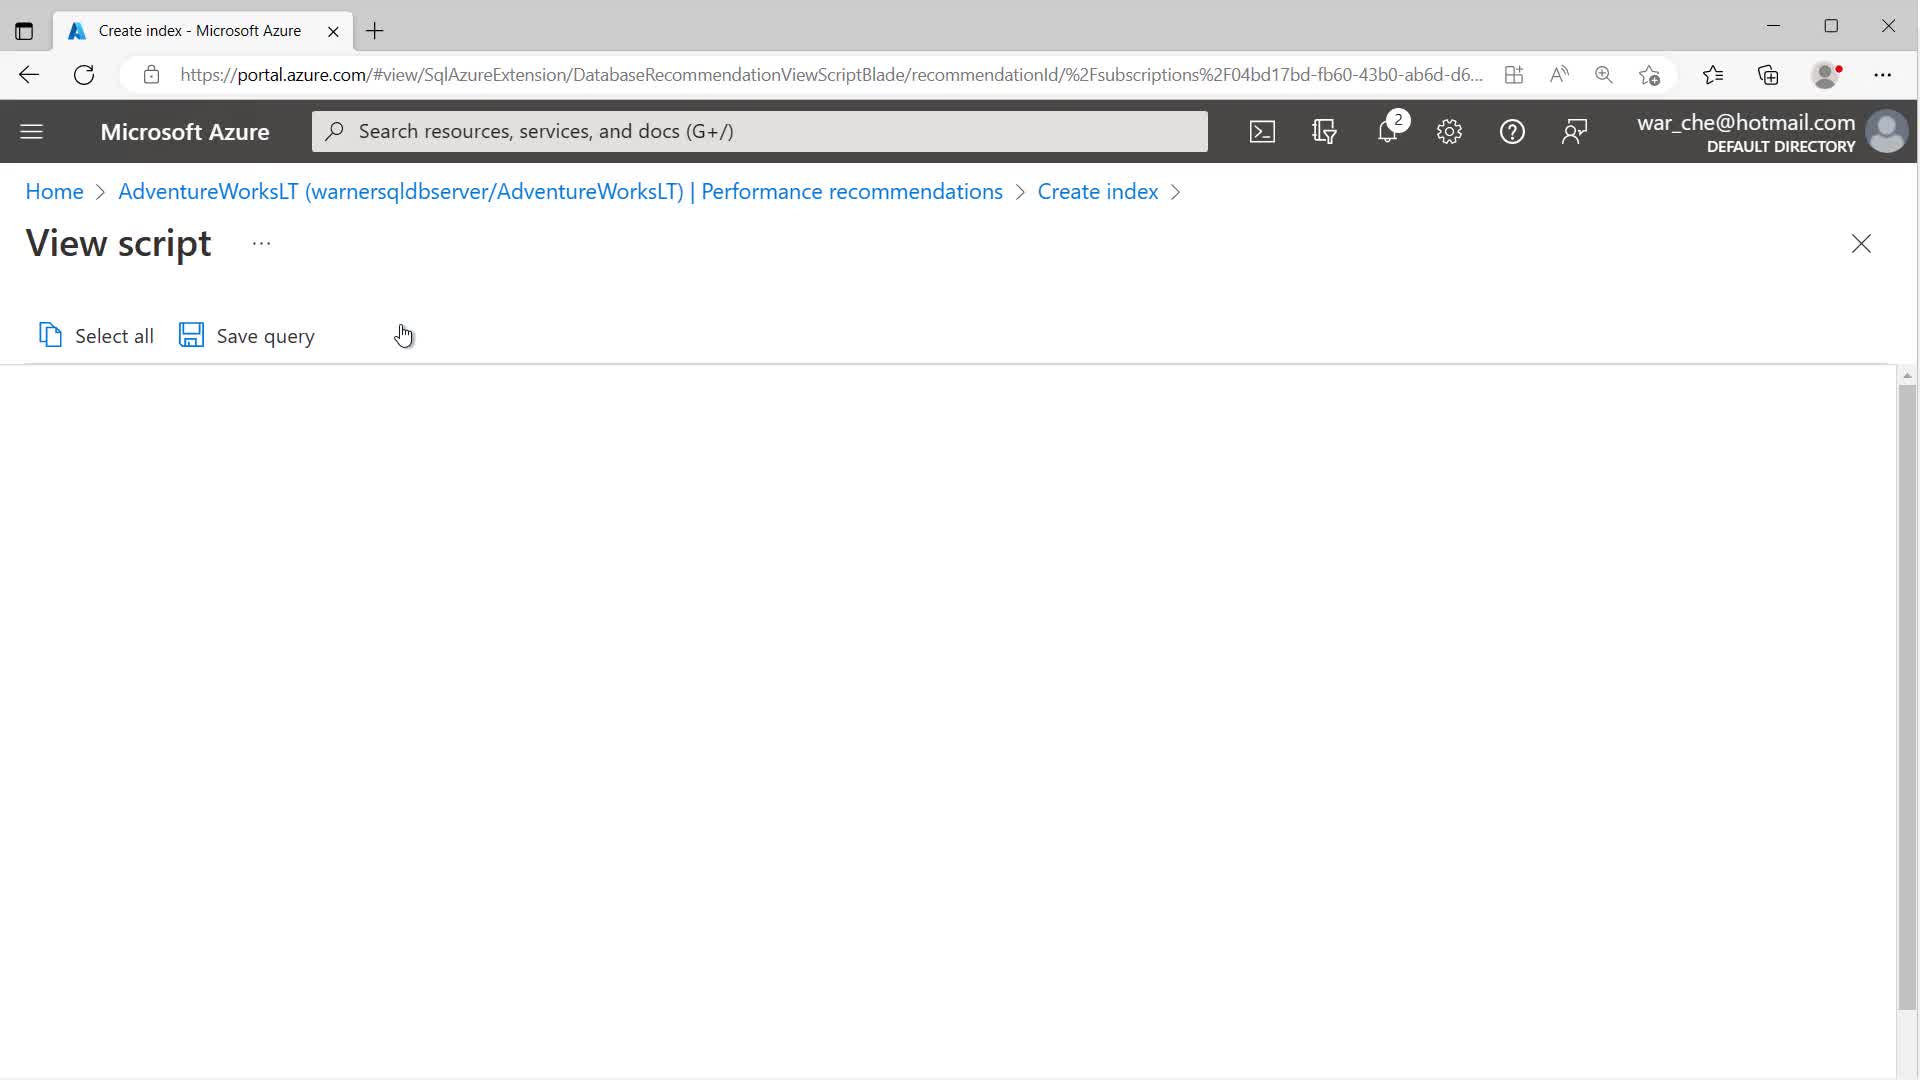 Create index - Microsoft Azure
https://portal.azure.com/#view/SqlAzureExtension/DatabaseRecommendationViewScriptBlade/recommendationId/%2Fsubscriptions%2F04bd17bd-fb60-43b0-ab6d-d6...
Microsoft Azure
Search resources, services, and docs (G+/)
2
war_che@hotmail.com
DEFAULT DIRECTORY
Home > AdventureWorksLT (warnersqldbserver/AdventureWorksLT) | Performance recommendations > Create index >
View script ...
Select all
Save query